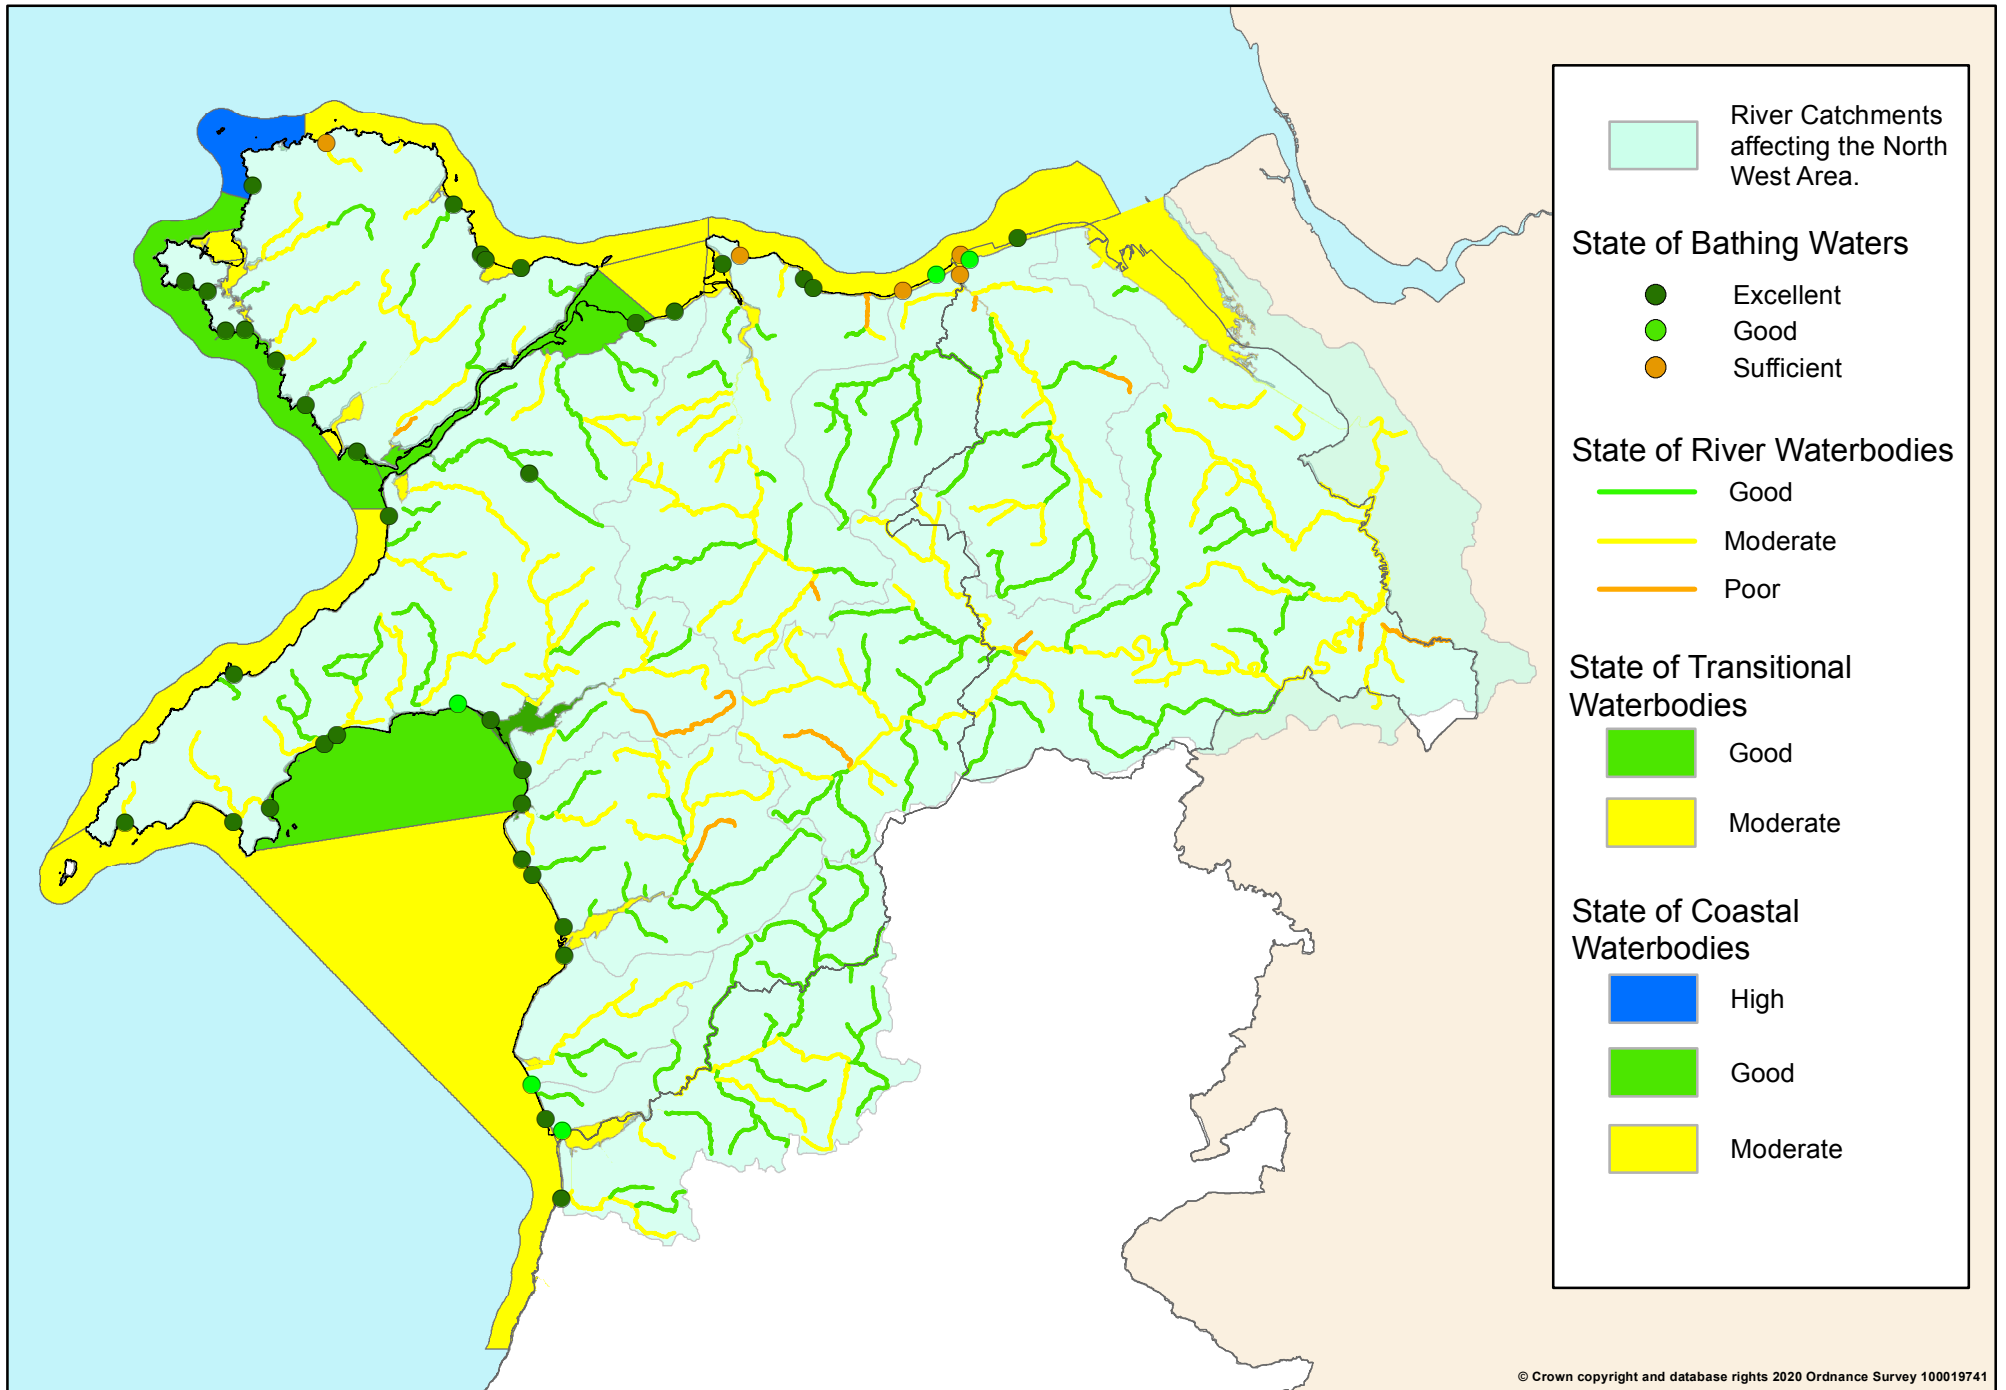 River Catchments
affecting the North
West Area.
State of Bathing Waters
Excellent
Good
Sufficient
State of River Waterbodies
Good
Moderate
Poor
State of Transitional
Waterbodies
Good
Moderate
State of Coastal
Waterbodies
High
Good
Moderate
© Crown copyright and database rights 2020 Ordnance Survey 100019741